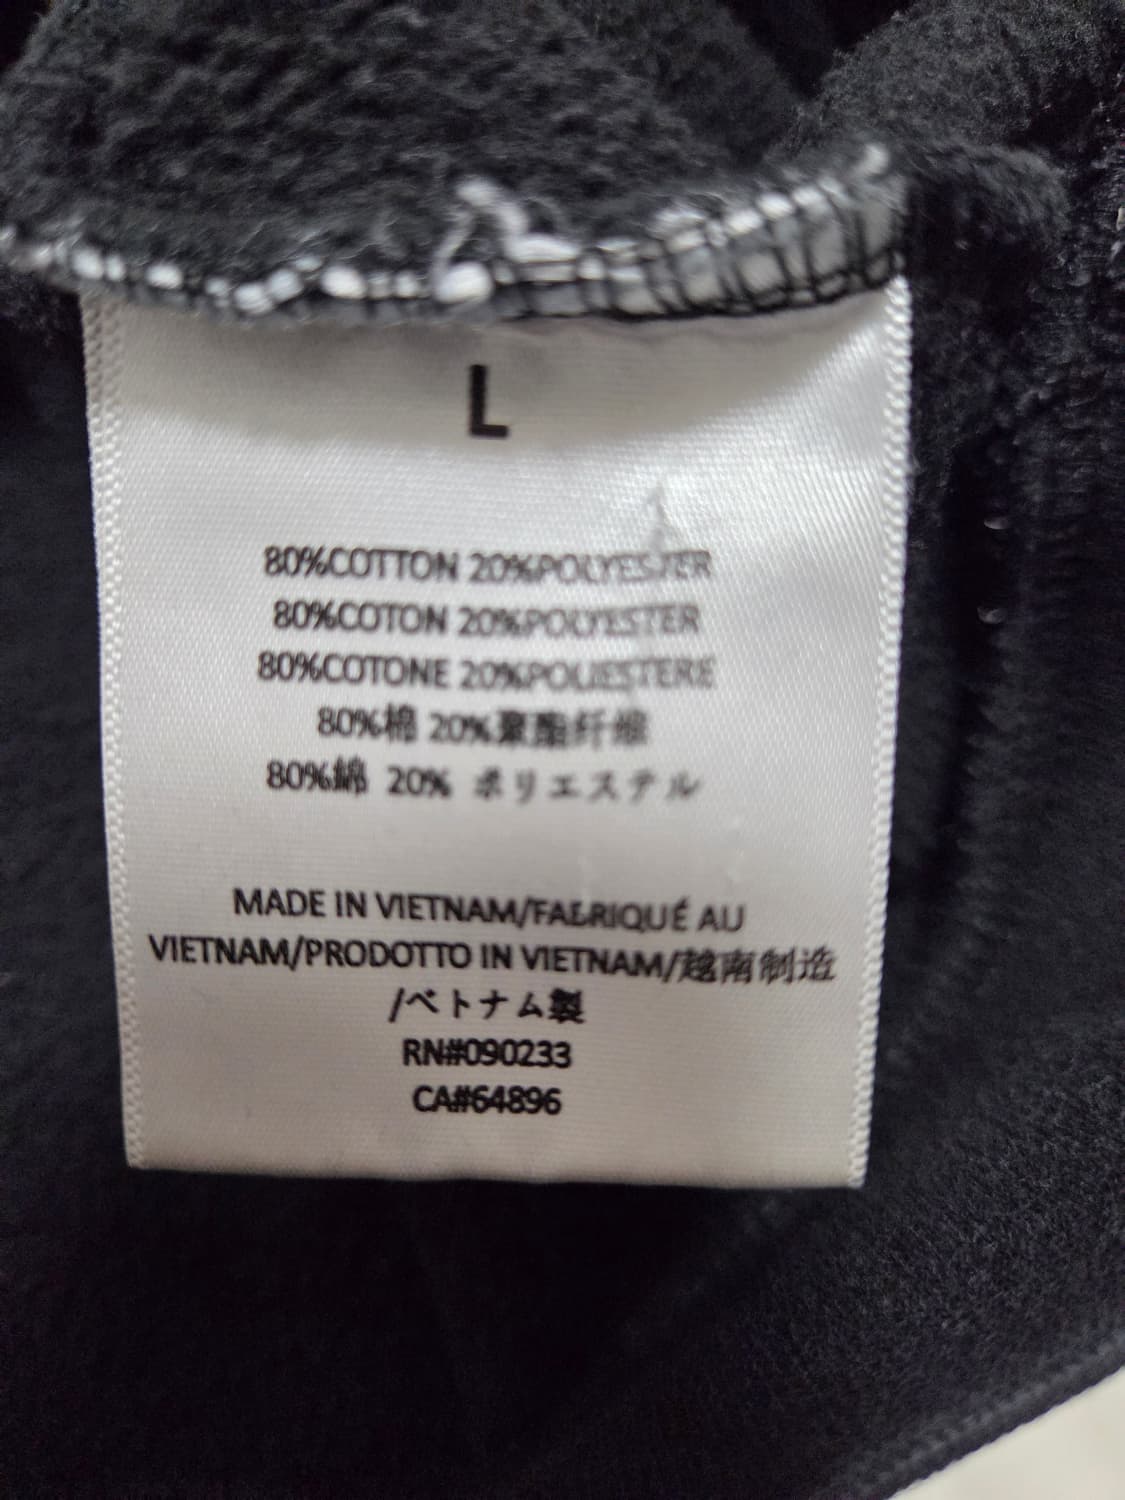 L
80%COTTON 20%POLYESTER
80%COTON 20%POLYESTER
80%COTONE 20%POLIESTERE
80%棉 20%聚酯纤维
80%綿 20% ポリエステル
MADE IN VIETNAM/FABRIQUÉ AU
VIETNAM/PRODOTTO IN VIETNAM/越南制造
/ベトナム製
RN#090233
CA#64896